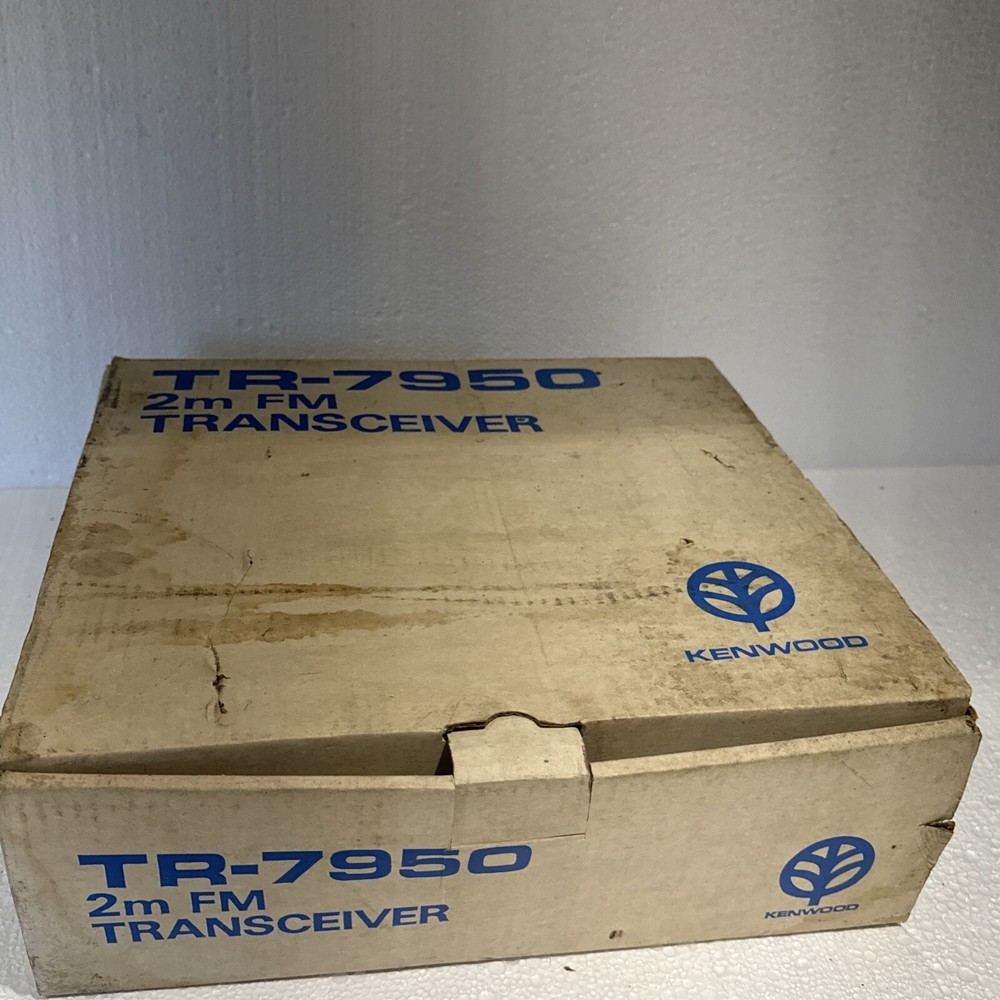 TR-7950
2m FM
TRANSCEIVER
KENWOOD
TR-7950
2m FM
TRANSCEIVER
KENWOOD